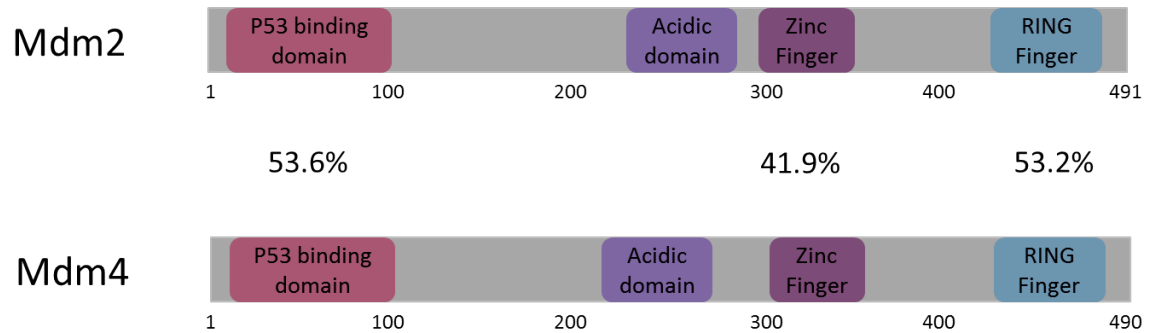 Mdm2
P53 binding
domain
Acidic
domain
Zinc
Finger
RING
Finger
1 100 200 300 400 491
53.6% 41.9% 53.2%
Mdm4
P53 binding
domain
Acidic
domain
Zinc
Finger
RING
Finger
1 100 200 300 400 490